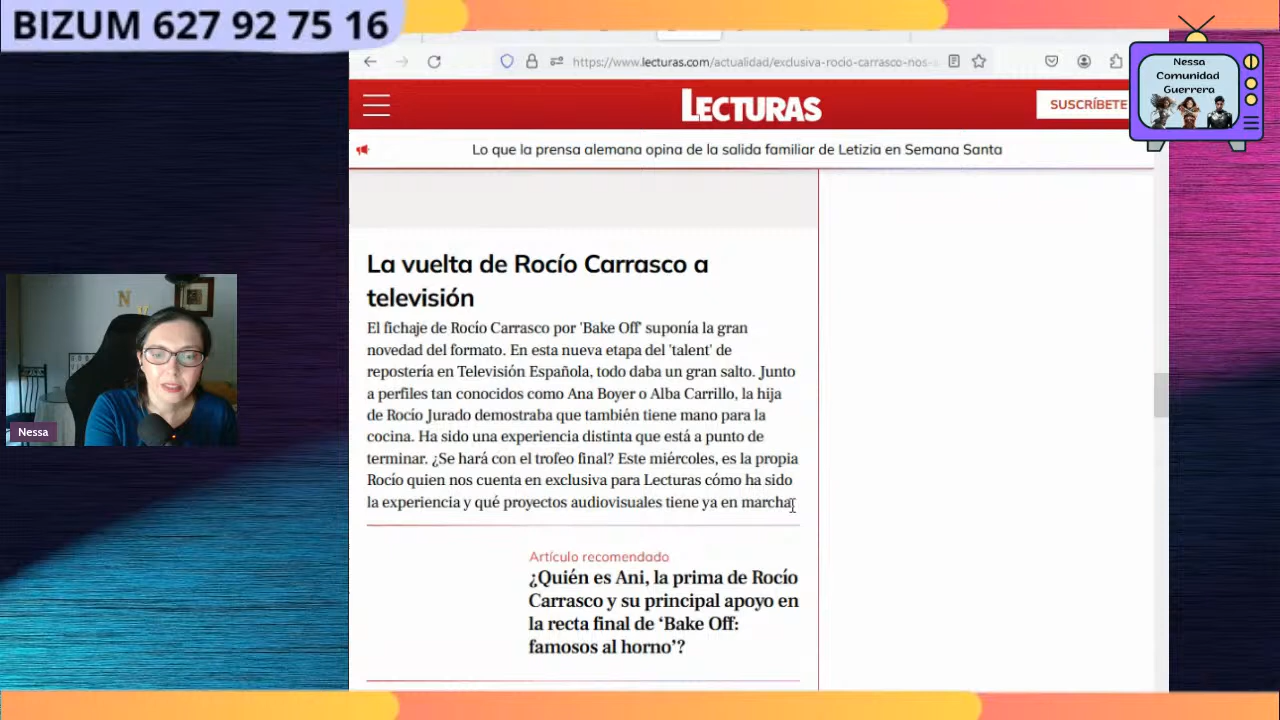 BIZUM 627 92 75 16
https://www.lecturas.com/actualidad/exclusiva-rocio-carrasco-nos-
LECTURAS
SUSCRÍBETE
Nessa
Comunidad
Guerrera
Lo que la prensa alemana opina de la salida familiar de Letizia en Semana Santa
La vuelta de Rocío Carrasco a
televisión
El fichaje de Rocío Carrasco por 'Bake Off' suponía la gran
novedad del formato. En esta nueva etapa del 'talent' de
repostería en Televisión Española, todo daba un gran salto. Junto
a perfiles tan conocidos como Ana Boyer o Alba Carrillo, la hija
de Rocío Jurado demostraba que también tiene mano para la
cocina. Ha sido una experiencia distinta que está a punto de
terminar. ¿Se hará con el trofeo final? Este miércoles, es la propia
Rocío quien nos cuenta en exclusiva para Lecturas cómo ha sido
la experiencia y qué proyectos audiovisuales tiene ya en marcha.
Artículo recomendado
¿Quién es Ani, la prima de Rocío
Carrasco y su principal apoyo en
la recta final de ‘Bake Off:
famosos al horno’?
Nessa